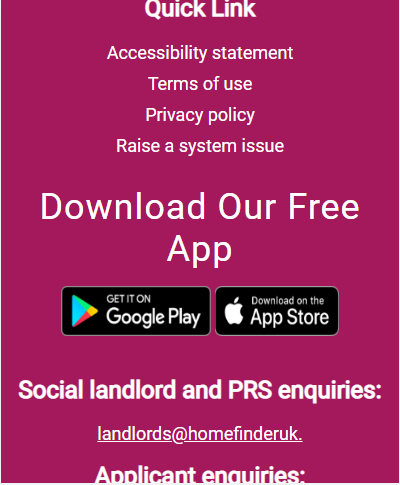 Quick Link
Accessibility statement
Terms of use
Privacy policy
Raise a system issue
Download Our Free
App
GET IT ON
Google Play
Download on the
App Store
Social landlord and PRS enquiries:
landlords@homefinderuk.
Applicant enquiries: